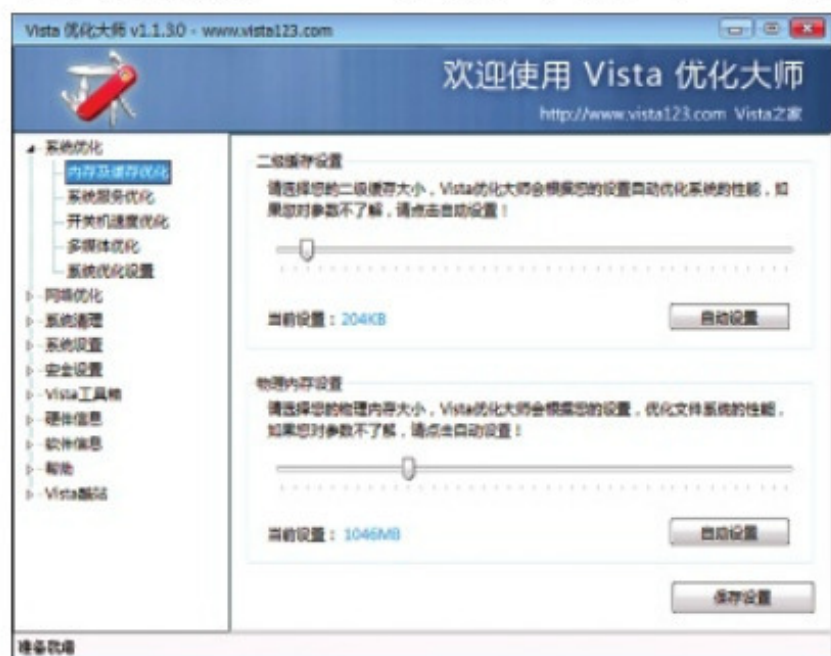 Vista 优化大师 v1.1.3.0 - www.vista123.com
欢迎使用 Vista 优化大师
http://www.vista123.com Vista之家
系统优化
内存及缓存优化
系统服务优化
开关机速度优化
多媒体优化
系统优化设置
网络优化
系统清理
系统设置
安全设置
Vista工具箱
硬件信息
软件信息
帮助
Vista酷站
二级缓存设置
请选择您的二级缓存大小，Vista优化大师会根据您的设置自动优化系统的性能，如
果您对参数不了解，请点击自动设置！
当前设置：204KB
自动设置
物理内存设置
请选择您的物理内存大小，Vista优化大师会根据您的设置，优化文件系统的性能，
如果您对参数不了解，请点击自动设置！
当前设置：1046MB
自动设置
保存设置
准备就绪